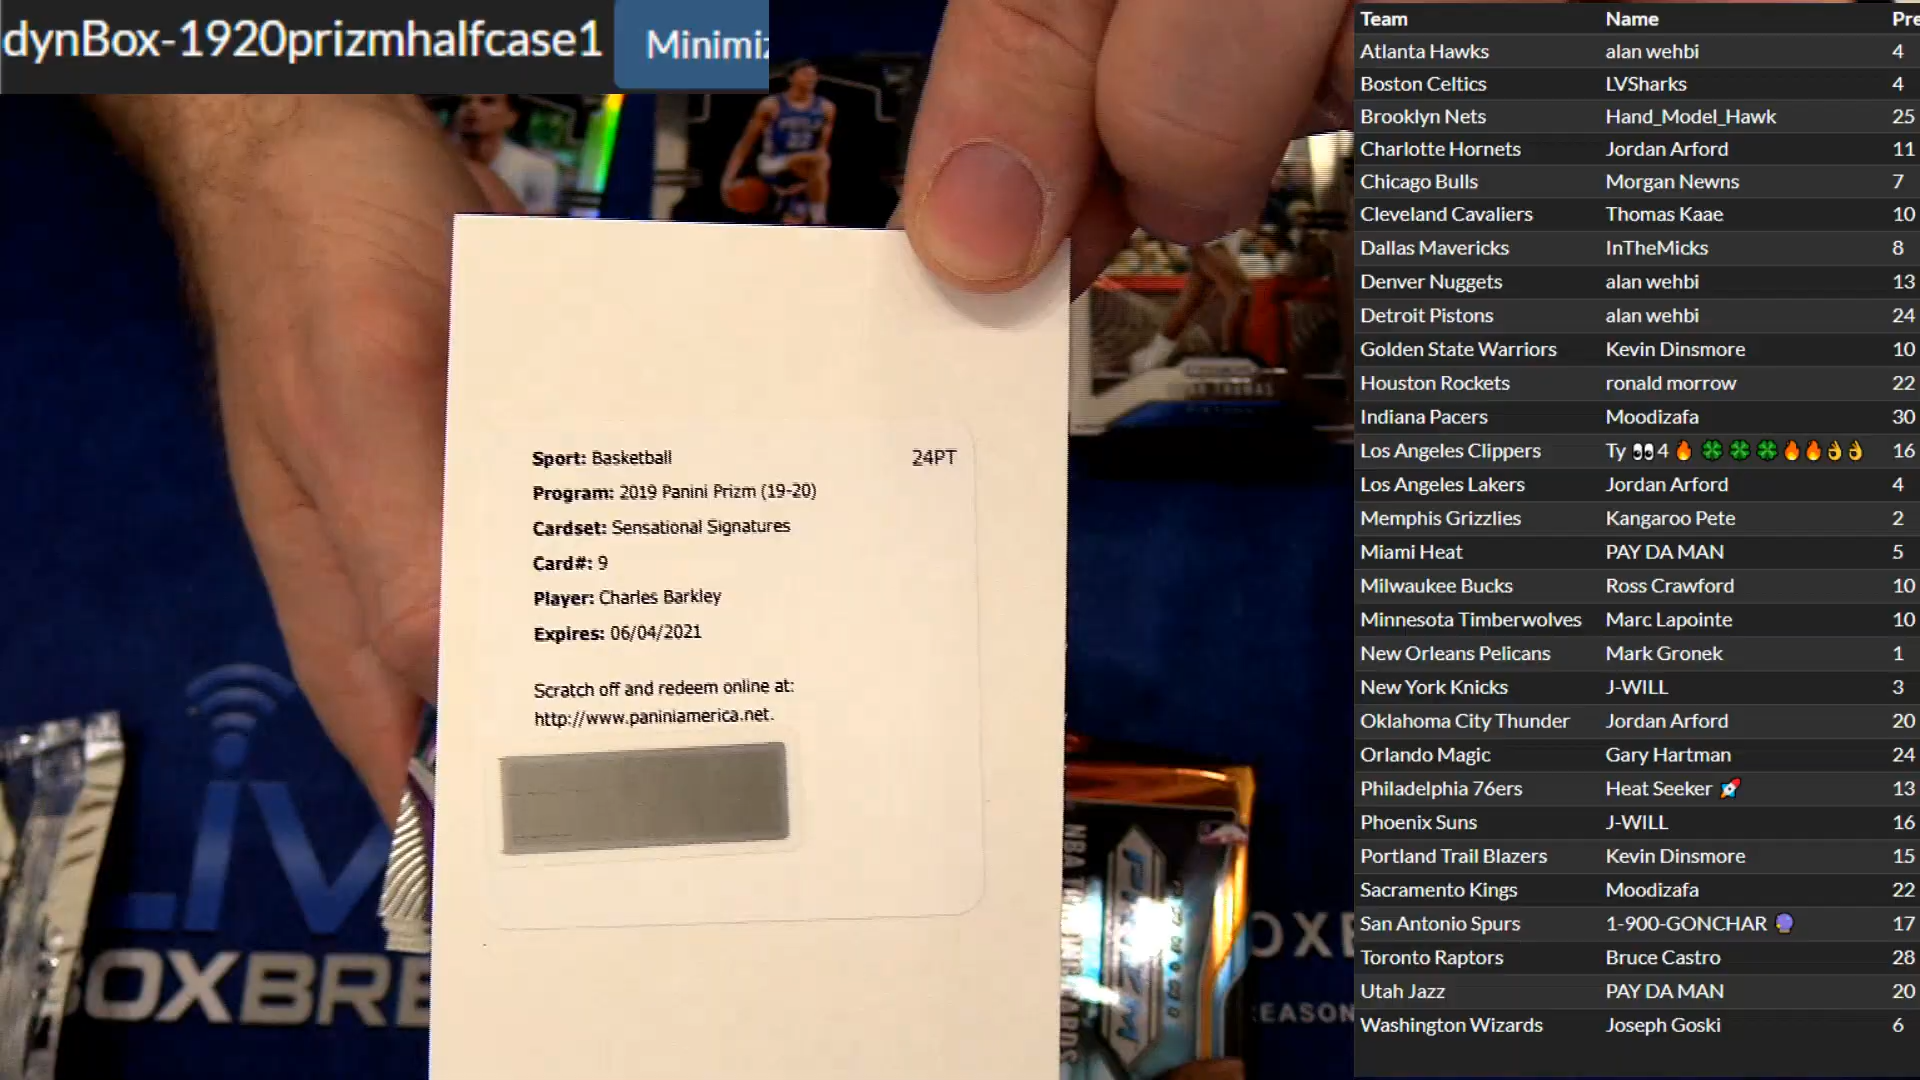 dynBox-1920prizmhalfcase1 Minimiz
Team Name Pre
Atlanta Hawks alan wehbi 4
Boston Celtics LVSharks 4
Brooklyn Nets Hand_Model_Hawk 25
Charlotte Hornets Jordan Arford 11
Chicago Bulls Morgan Newns 7
Cleveland Cavaliers Thomas Kaae 10
Dallas Mavericks InTheMicks 8
Denver Nuggets alan wehbi 13
Detroit Pistons alan wehbi 24
Golden State Warriors Kevin Dinsmore 10
Houston Rockets ronald morrow 22
Indiana Pacers Moodizafa 30
Los Angeles Clippers Ty 👀4 🔥 🍀 🍀 🍀🔥🔥👌👌 16
Los Angeles Lakers Jordan Arford 4
Memphis Grizzlies Kangaroo Pete 2
Miami Heat PAY DA MAN 5
Milwaukee Bucks Ross Crawford 10
Minnesota Timberwolves Marc Lapointe 10
New Orleans Pelicans Mark Gronek 1
New York Knicks J-WILL 3
Oklahoma City Thunder Jordan Arford 20
Orlando Magic Gary Hartman 24
Philadelphia 76ers Heat Seeker 🚀 13
Phoenix Suns J-WILL 16
Portland Trail Blazers Kevin Dinsmore 15
Sacramento Kings Moodizafa 22
San Antonio Spurs 1-900-GONCHAR 🔮 17
Toronto Raptors Bruce Castro 28
Utah Jazz PAY DA MAN 20
Washington Wizards Joseph Goski 6
Sport: Basketball 24PT
Program: 2019 Panini Prizm (19-20)
Cardset: Sensational Signatures
Card#: 9
Player: Charles Barkley
Expires: 06/04/2021
Scratch off and redeem online at:
http://www.paniniamerica.net.
LIV
BOXBRE
OXB
EASON
PRIZM